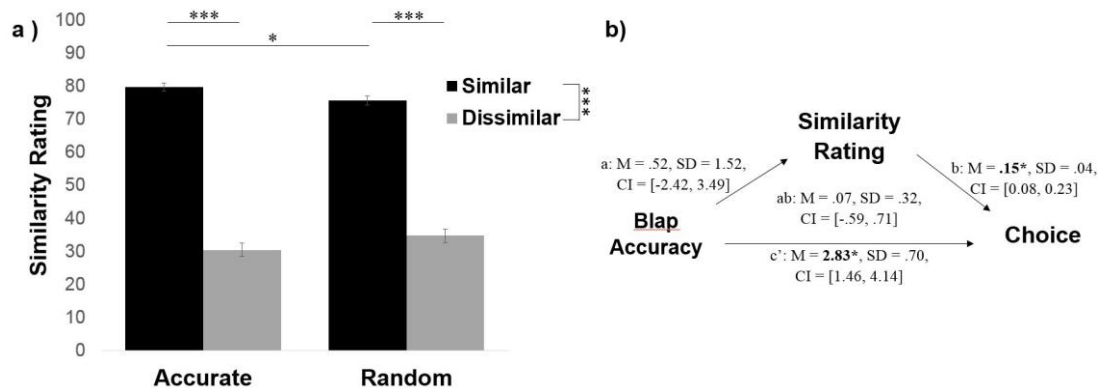 a )
100
90
80
70
60
50
40
30
20
10
0
Similarity Rating
***
***
*
Similar
Dissimilar
***
Accurate
Random
b)
Similarity
Rating
a: M = .52, SD = 1.52,
CI = [-2.42, 3.49]
b: M = .15*, SD = .04,
CI = [0.08, 0.23]
ab: M = .07, SD = .32,
CI = [-.59, .71]
Blap
Accuracy
Choice
c’: M = 2.83*, SD = .70,
CI = [1.46, 4.14]